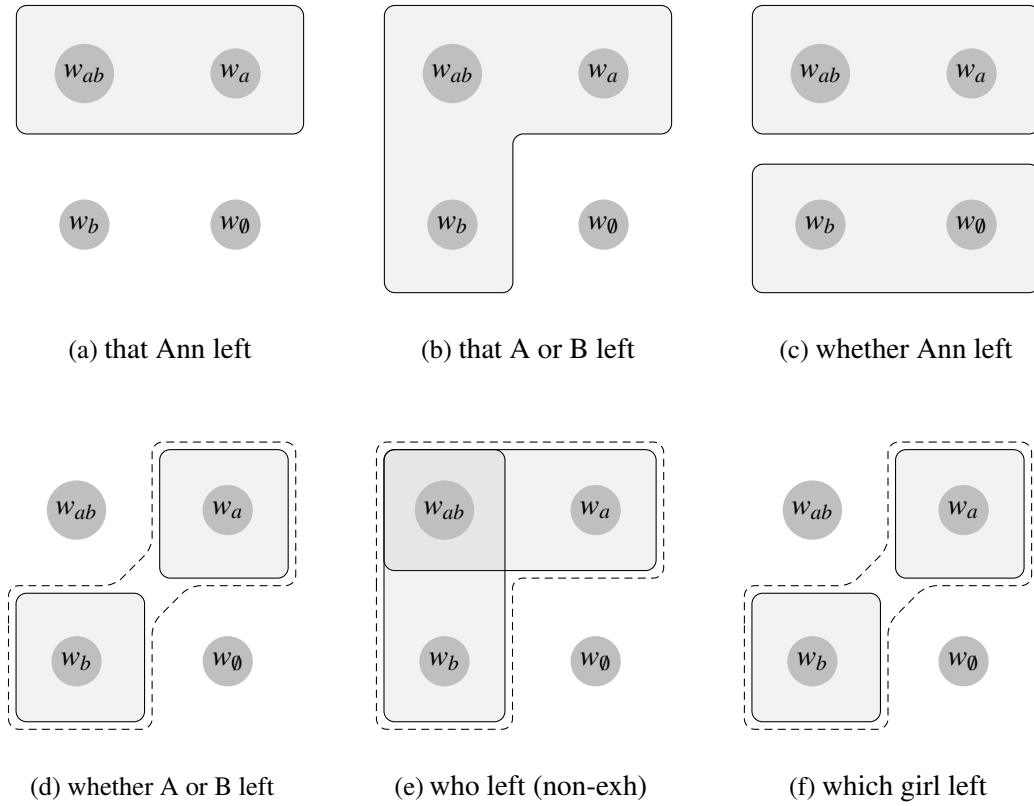 w_ab w_a w_ab w_a w_ab w_a
w_b w_∅ w_b w_∅ w_b w_∅
(a) that Ann left (b) that A or B left (c) whether Ann left
w_ab w_a w_ab w_a w_ab w_a
w_b w_∅ w_b w_∅ w_b w_∅
(d) whether A or B left (e) who left (non-exh) (f) which girl left